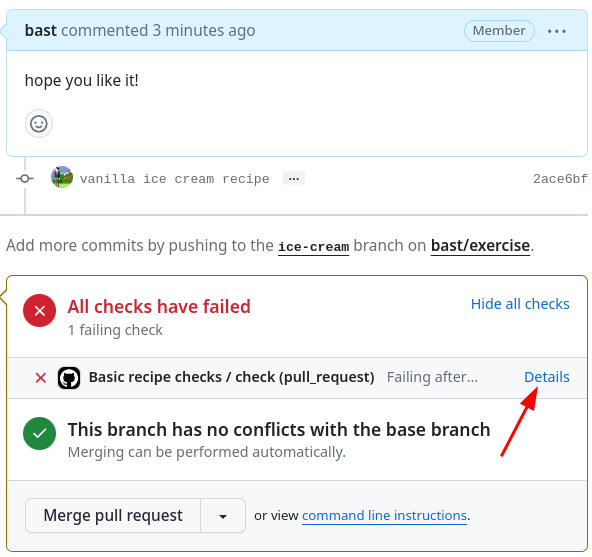 bast commented 3 minutes ago Member ...
hope you like it!
vanilla ice cream recipe ... 2ace6bf
Add more commits by pushing to the ice-cream branch on bast/exercise.
All checks have failed Hide all checks
1 failing check
Basic recipe checks / check (pull_request) Failing after... Details
This branch has no conflicts with the base branch
Merging can be performed automatically.
Merge pull request or view command line instructions.